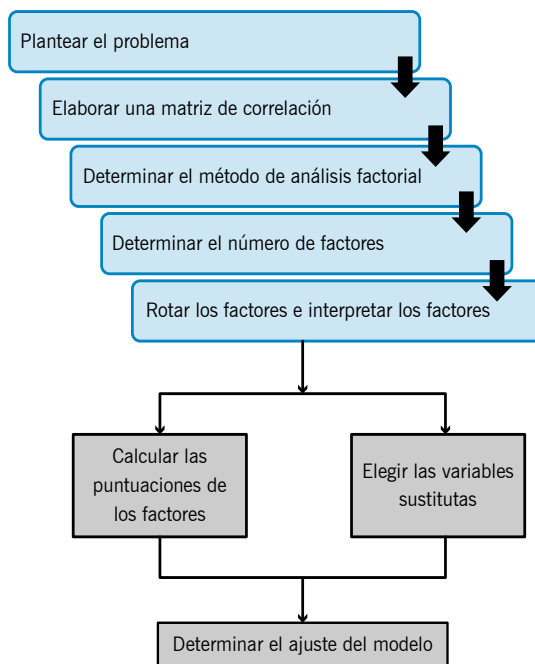 Plantear el problema
Elaborar una matriz de correlación
Determinar el método de análisis factorial
Determinar el número de factores
Rotar los factores e interpretar los factores
Calcular las
puntuaciones de
los factores
Elegir las variables
sustitutas
Determinar el ajuste del modelo